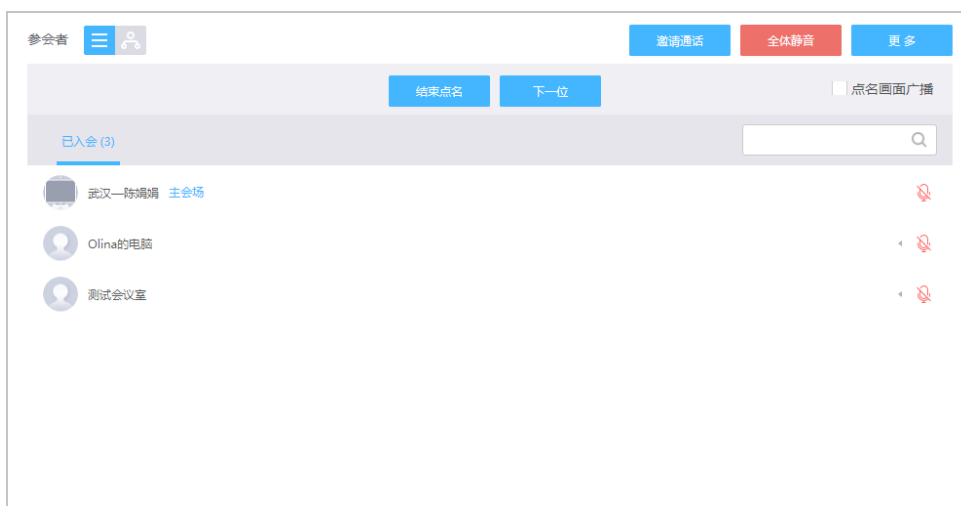 参会者 邀请通话 全体静音 更多
结束点名 下一位 点名画面广播
已入会 (3)
武汉—陈娟娟 主会场
Olina的电脑
测试会议室